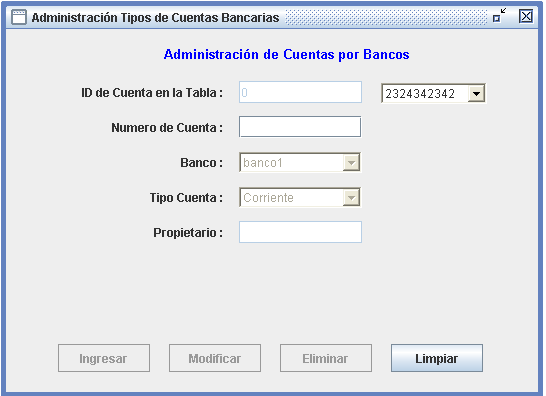 Administración Tipos de Cuentas Bancarias
Administración de Cuentas por Bancos
ID de Cuenta en la Tabla : 0 2324342342
Numero de Cuenta :
Banco : banco1
Tipo Cuenta : Corriente
Propietario :
Ingresar Modificar Eliminar Limpiar